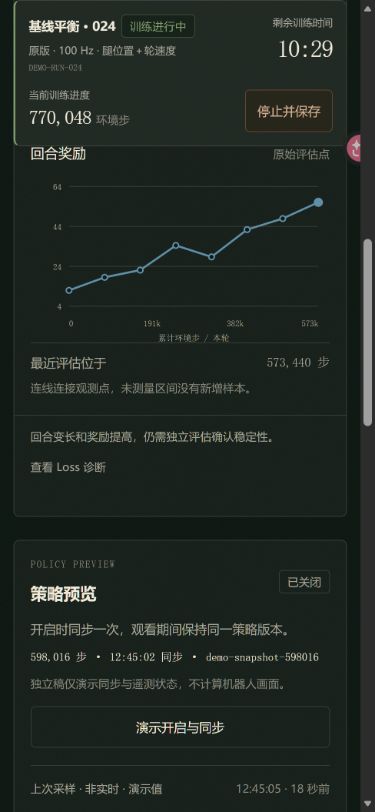 基线平衡 · 024 训练进行中
剩余训练时间
原版 · 100 Hz · 腿位置 + 轮速度
10:29
DEMO-RUN-024
当前训练进度
770,048 环境步
停止并保存
回合奖励
原始评估点
64
44
24
4
0 191k 382k 573k
累计环境步 / 本轮
最近评估位于 573,440 步
连线连接观测点，未测量区间没有新增样本。
回合变长和奖励提高，仍需独立评估确认稳定性。
查看 Loss 诊断
POLICY PREVIEW
策略预览
已关闭
开启时同步一次，观看期间保持同一策略版本。
598,016 步 • 12:45:02 同步 • demo-snapshot-598016
独立稿仅演示同步与遥测状态，不计算机器人画面。
演示开启与同步
上次采样 · 非实时 · 演示值 12:45:05 · 18 秒前